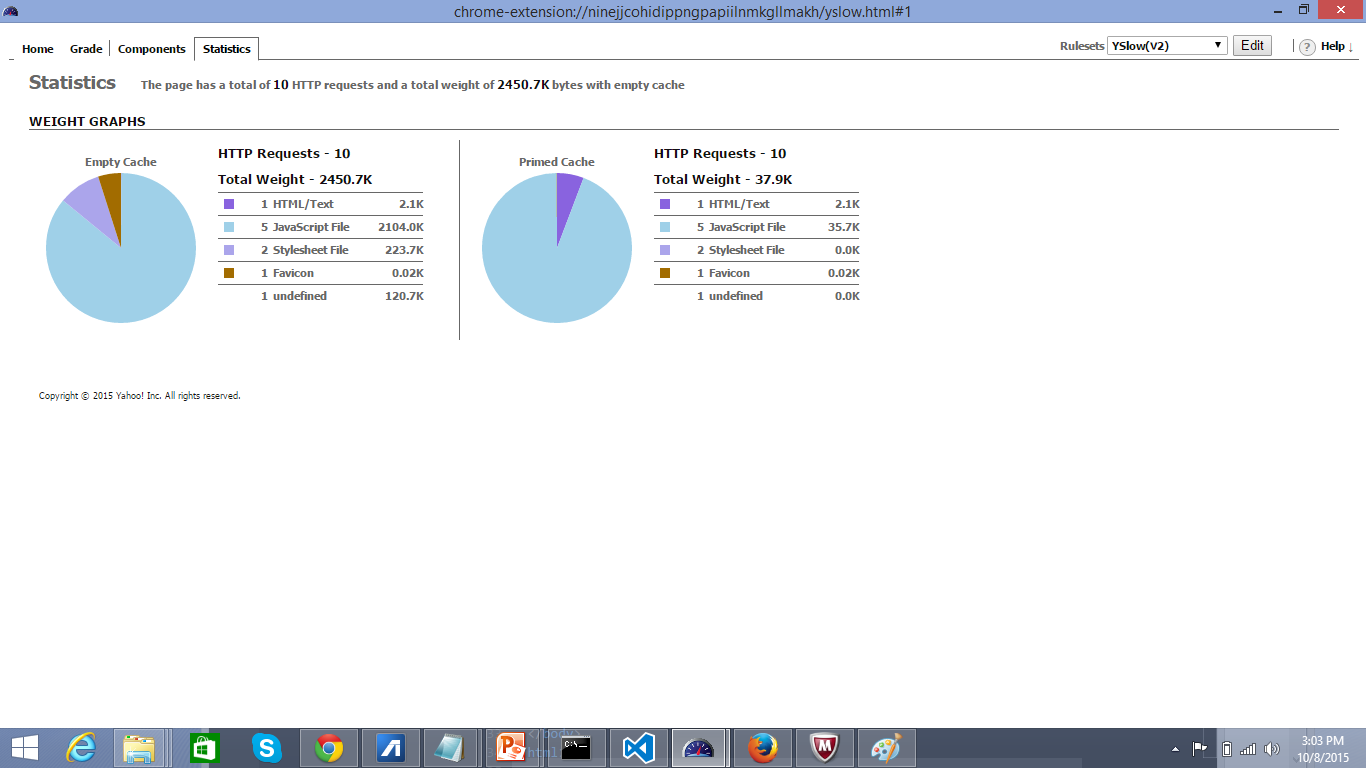 chrome-extension://ninejjcohidippngpapiilnmkgllmakh/yslow.html#1
Home Grade Components Statistics Rulesets YSlow(V2) Edit ? Help ↓
Statistics The page has a total of 10 HTTP requests and a total weight of 2450.7K bytes with empty cache
WEIGHT GRAPHS
Empty Cache
HTTP Requests - 10
Total Weight - 2450.7K
1 HTML/Text 2.1K
5 JavaScript File 2104.0K
2 Stylesheet File 223.7K
1 Favicon 0.02K
1 undefined 120.7K
Primed Cache
HTTP Requests - 10
Total Weight - 37.9K
1 HTML/Text 2.1K
5 JavaScript File 35.7K
2 Stylesheet File 0.0K
1 Favicon 0.02K
1 undefined 0.0K
Copyright © 2015 Yahoo! Inc. All rights reserved.
3:03 PM
10/8/2015